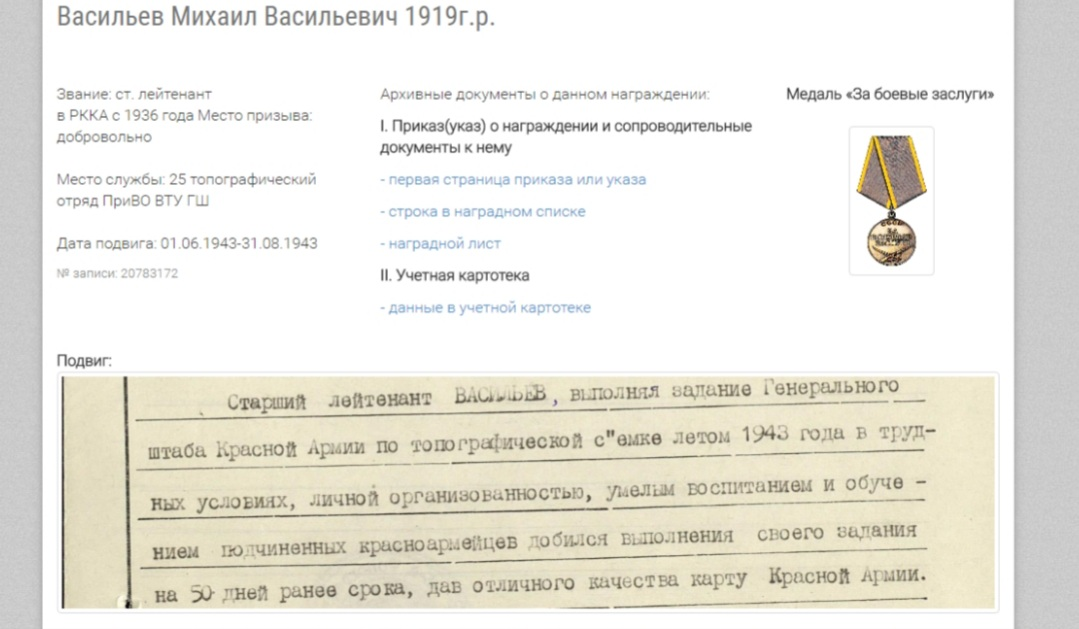 Васильев Михаил Васильевич 1919г.р.
Звание: ст. лейтенант
в РККА с 1936 года Место призыва:
добровольно
Место службы: 25 топографический
отряд ПриВО ВТУ ГШ
Дата подвига: 01.06.1943-31.08.1943
№ записи: 20783172
Архивные документы о данном награждении:
I. Приказ(указ) о награждении и сопроводительные
документы к нему
- первая страница приказа или указа
- строка в наградном списке
- наградной лист
II. Учетная картотека
- данные в учетной картотеке
Медаль «За боевые заслуги»
Подвиг:
Старший лейтенант ВАСИЛЬЕВ, выполняя задание Генерального
штаба Красной Армии по топографической с"емке летом 1943 года в труд-
ных условиях, личной организованностью, умелым воспитанием и обуче -
нием подчиненных красноармейцев добился выполнения своего задания
на 50 дней ранее срока, дав отличного качества карту Красной Армии.